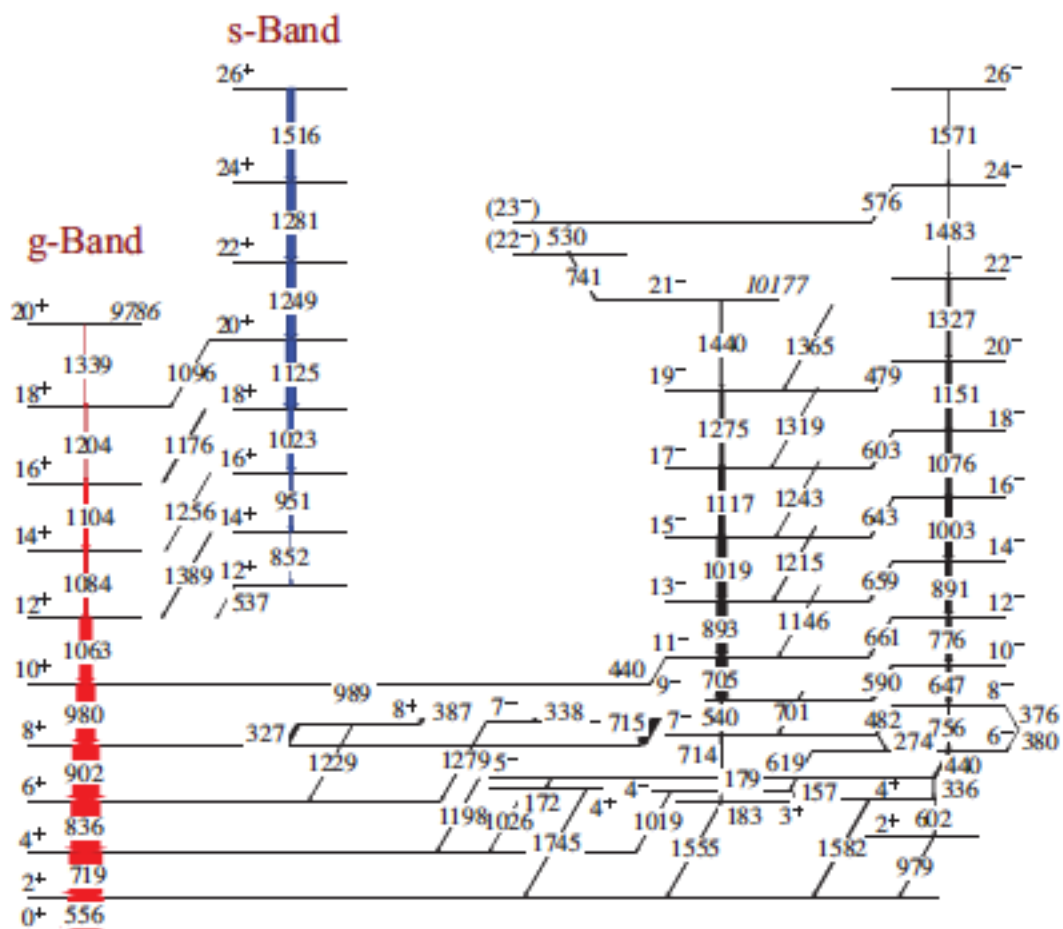 s-Band
26⁺ 26⁻
1516 1571
24⁺ 24⁻
(23⁻) 576
1281 1483
g-Band 22⁺ (22⁻) 530 22⁻
741 21⁻ 10177
20⁺ 9786 1249 1327
20⁺ 1440 1365 20⁻
1339 1096 1125 19⁻ 479 1151
18⁺ 18⁺ 18⁻
1204 1176 1023 1275 1319 603 1076
16⁺ 16⁺ 17⁻ 16⁻
1104 1256 951 1117 1243 643 1003
14⁺ 14⁺ 15⁻ 14⁻
1084 1389 852 1019 1215 659 891
12⁺ 12⁺ 13⁻ 12⁻
537
1063 893 1146 661 776
10⁺ 440 11⁻ 10⁻
989 9⁻ 705 590 647 8⁻
980 8⁺ 387 7⁻ 338 715 7⁻ 540 701 482 756 376
8⁺ 327 274 6⁻ 380
902 1229 1279 5⁻ 714 619 440
6⁺ 179 4⁻ 157 4⁺ 336
836 1198 1026 172 4⁺ 1019 183 3⁺ 2⁺ 602
4⁺
719 1745 1555 1582 979
2⁺
0⁺ 556